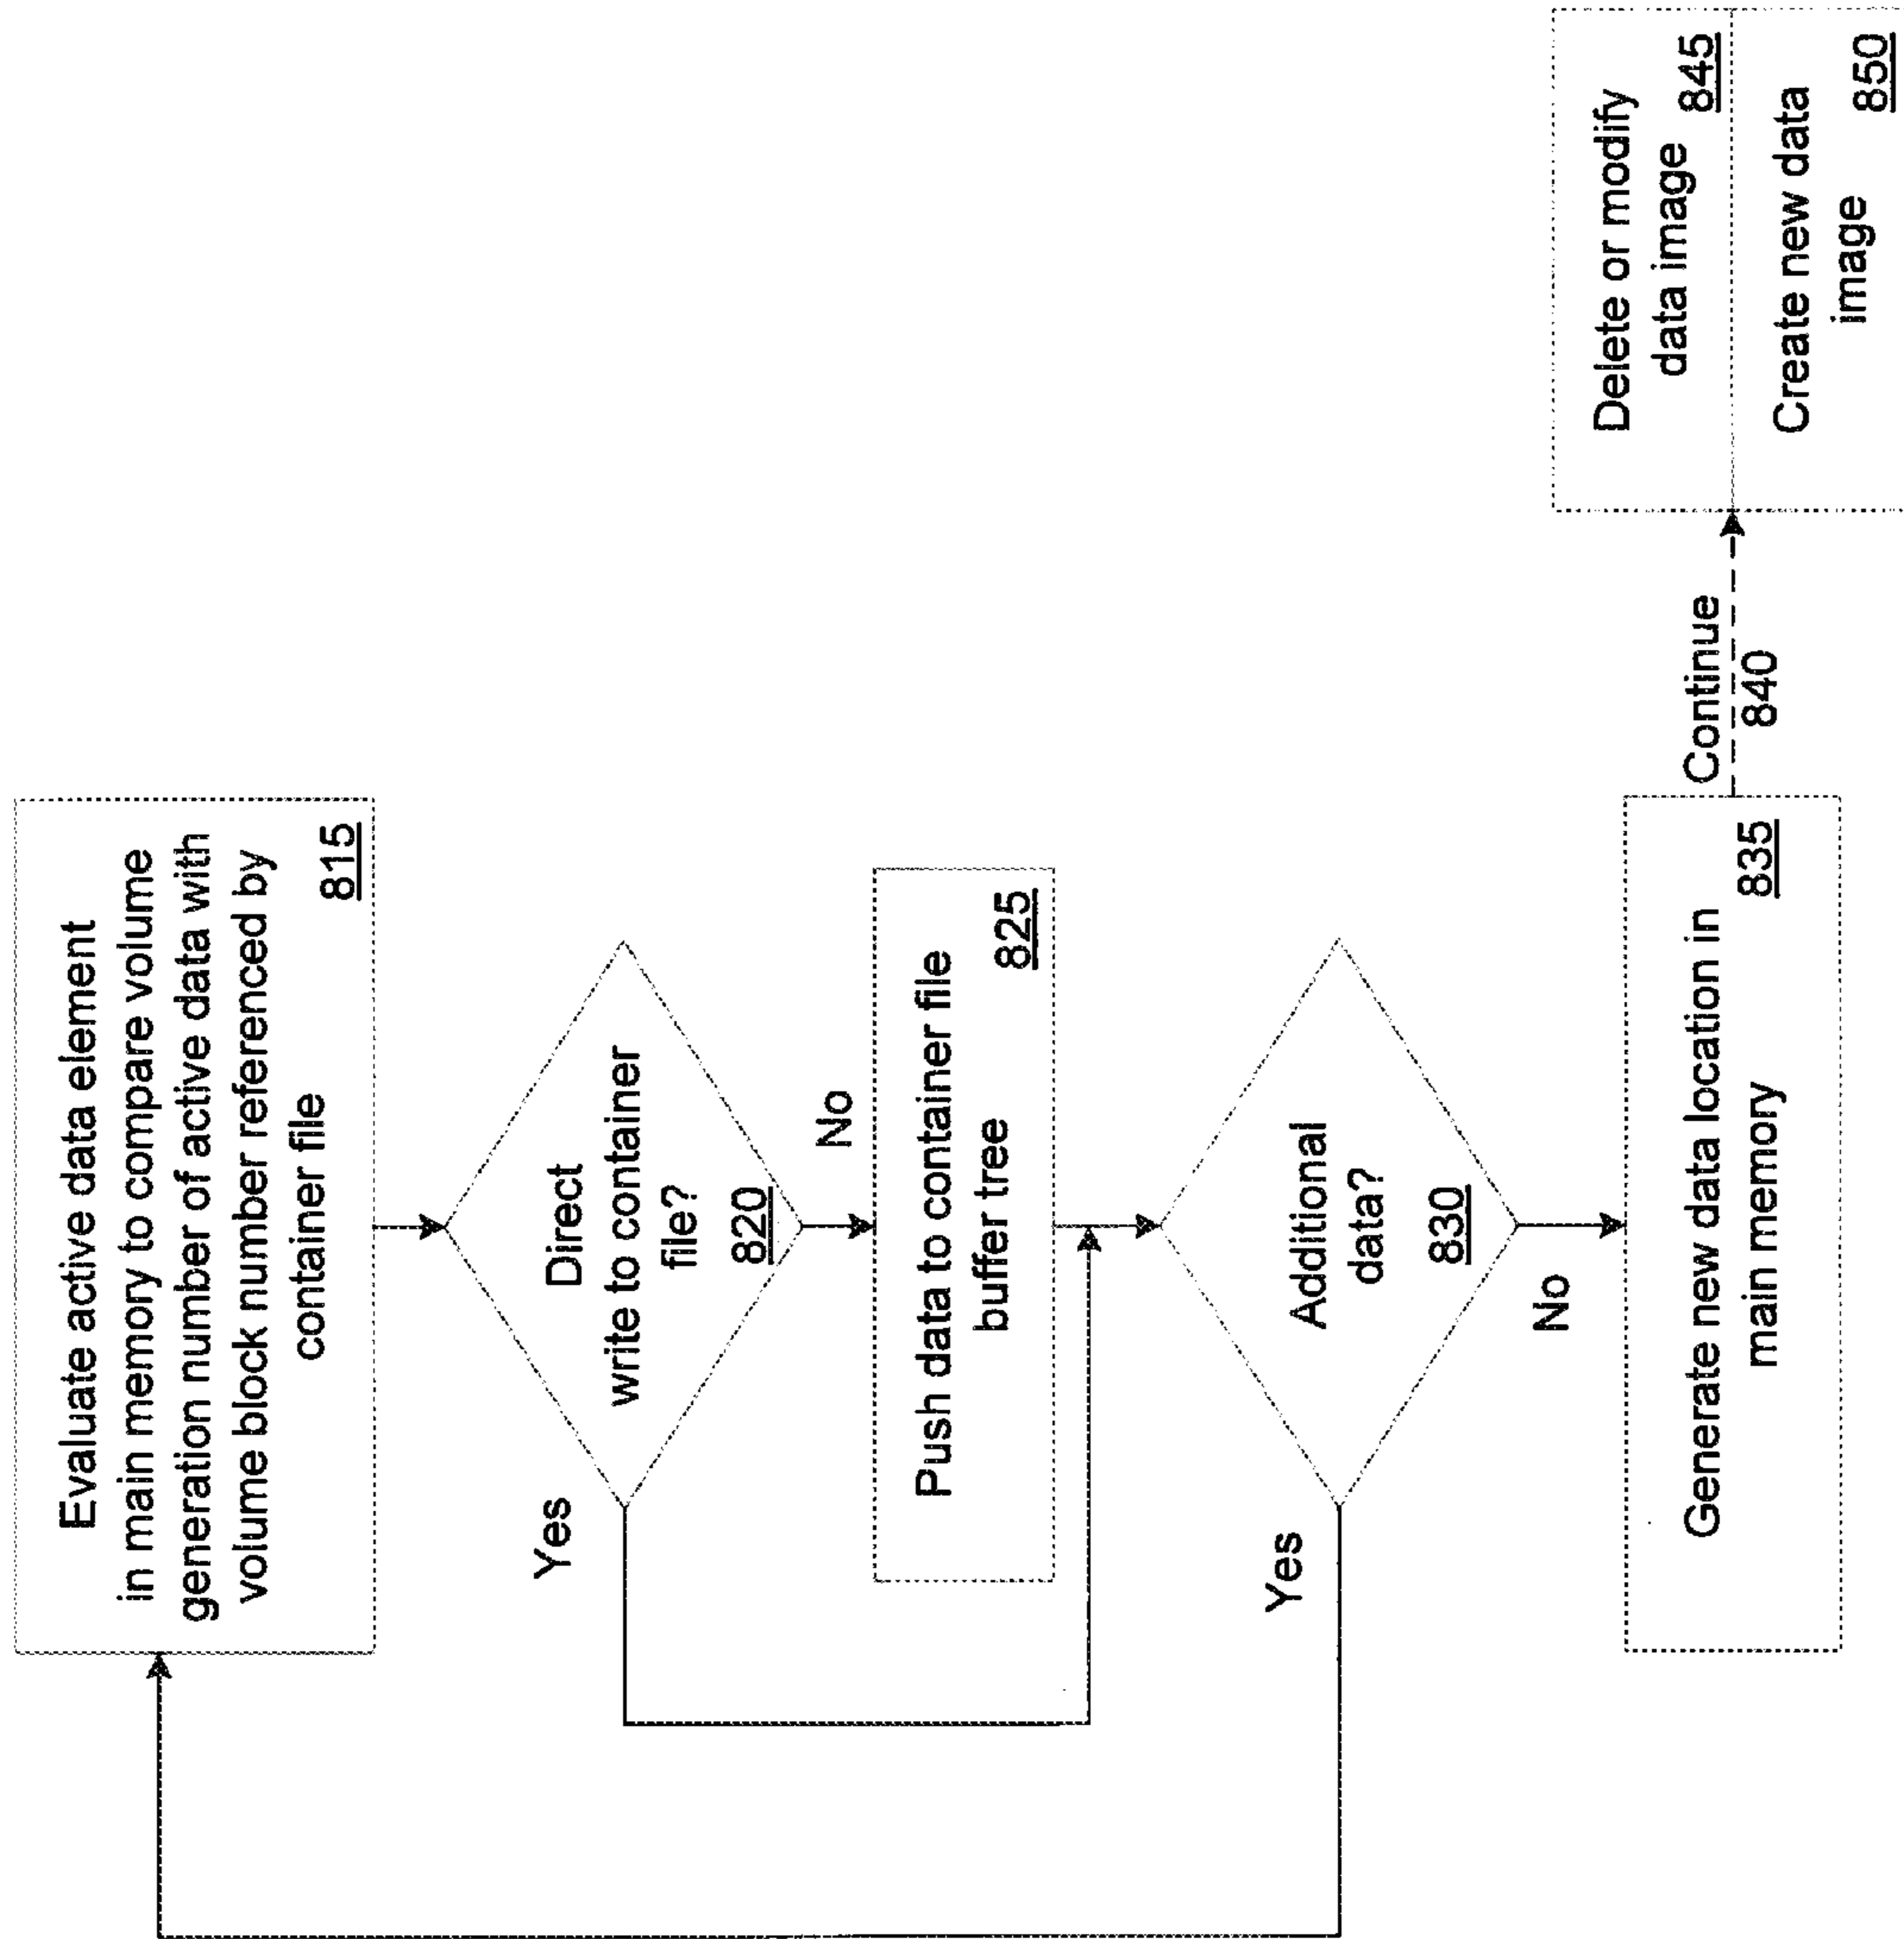 Evaluate active data element
in main memory to compare volume
generation number of active data with
volume block number referenced by
container file
815
Direct
write to container
file?
820
Yes
No
Push data to container file
buffer tree
825
Additional
data?
830
Yes
No
Generate new data location in
main memory
835
Continue
840
Delete or modify
data image
845
Create new data
image
850